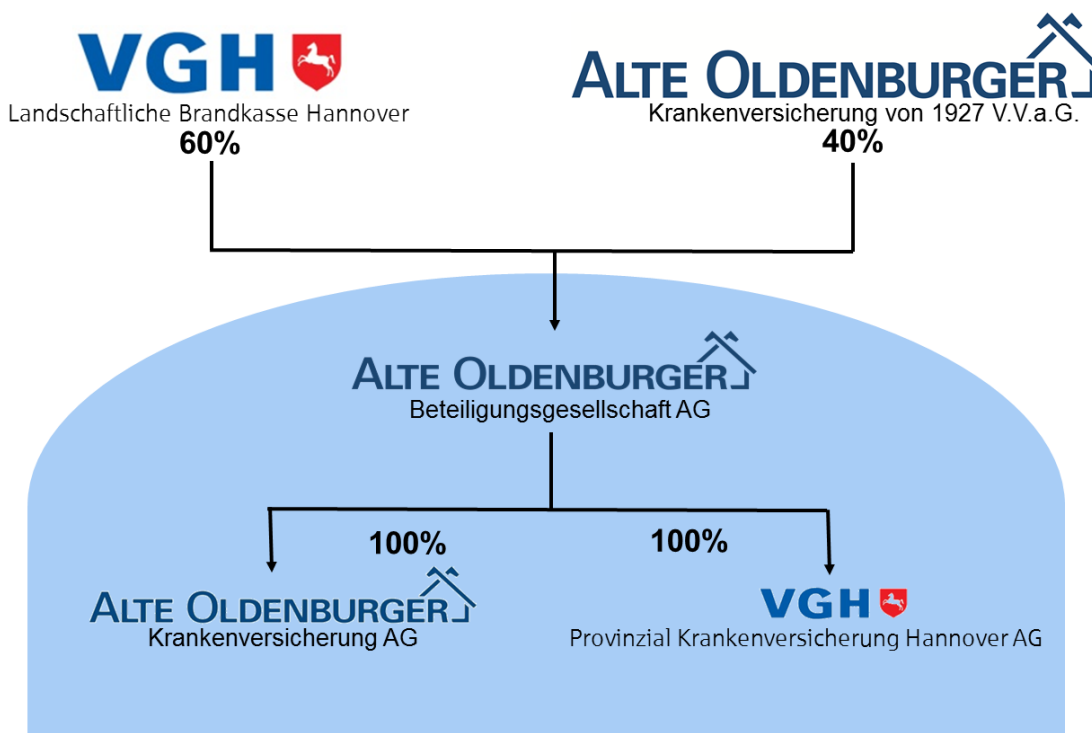 VGH
Landschaftliche Brandkasse Hannover
60%
ALTE OLDENBURGER
Krankenversicherung von 1927 V.V.a.G.
40%
ALTE OLDENBURGER
Beteiligungsgesellschaft AG
100%
100%
ALTE OLDENBURGER
Krankenversicherung AG
VGH
Provinzial Krankenversicherung Hannover AG